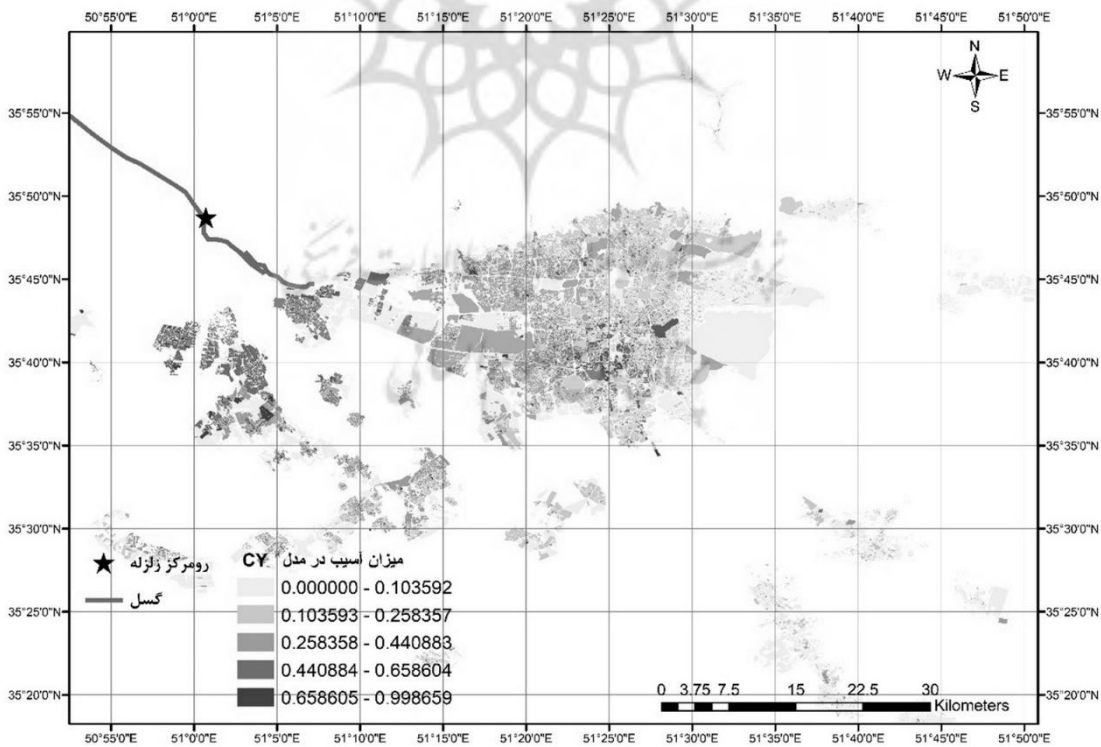 50°55'0"E 51°0'0"E 51°5'0"E 51°10'0"E 51°15'0"E 51°20'0"E 51°25'0"E 51°30'0"E 51°35'0"E 51°40'0"E 51°45'0"E 51°50'0"E
N
W E
S
35°55'0"N 35°55'0"N
35°50'0"N 35°50'0"N
35°45'0"N 35°45'0"N
35°40'0"N 35°40'0"N
35°35'0"N 35°35'0"N
35°30'0"N 35°30'0"N
35°25'0"N 35°25'0"N
35°20'0"N 35°20'0"N
رومرکز زلزله
گسل
میزان آسیب در مدل CY
0.000000 - 0.103592
0.103593 - 0.258357
0.258358 - 0.440883
0.440884 - 0.658604
0.658605 - 0.998659
0 3.75 7.5 15 22.5 30
Kilometers
50°55'0"E 51°0'0"E 51°5'0"E 51°10'0"E 51°15'0"E 51°20'0"E 51°25'0"E 51°30'0"E 51°35'0"E 51°40'0"E 51°45'0"E 51°50'0"E